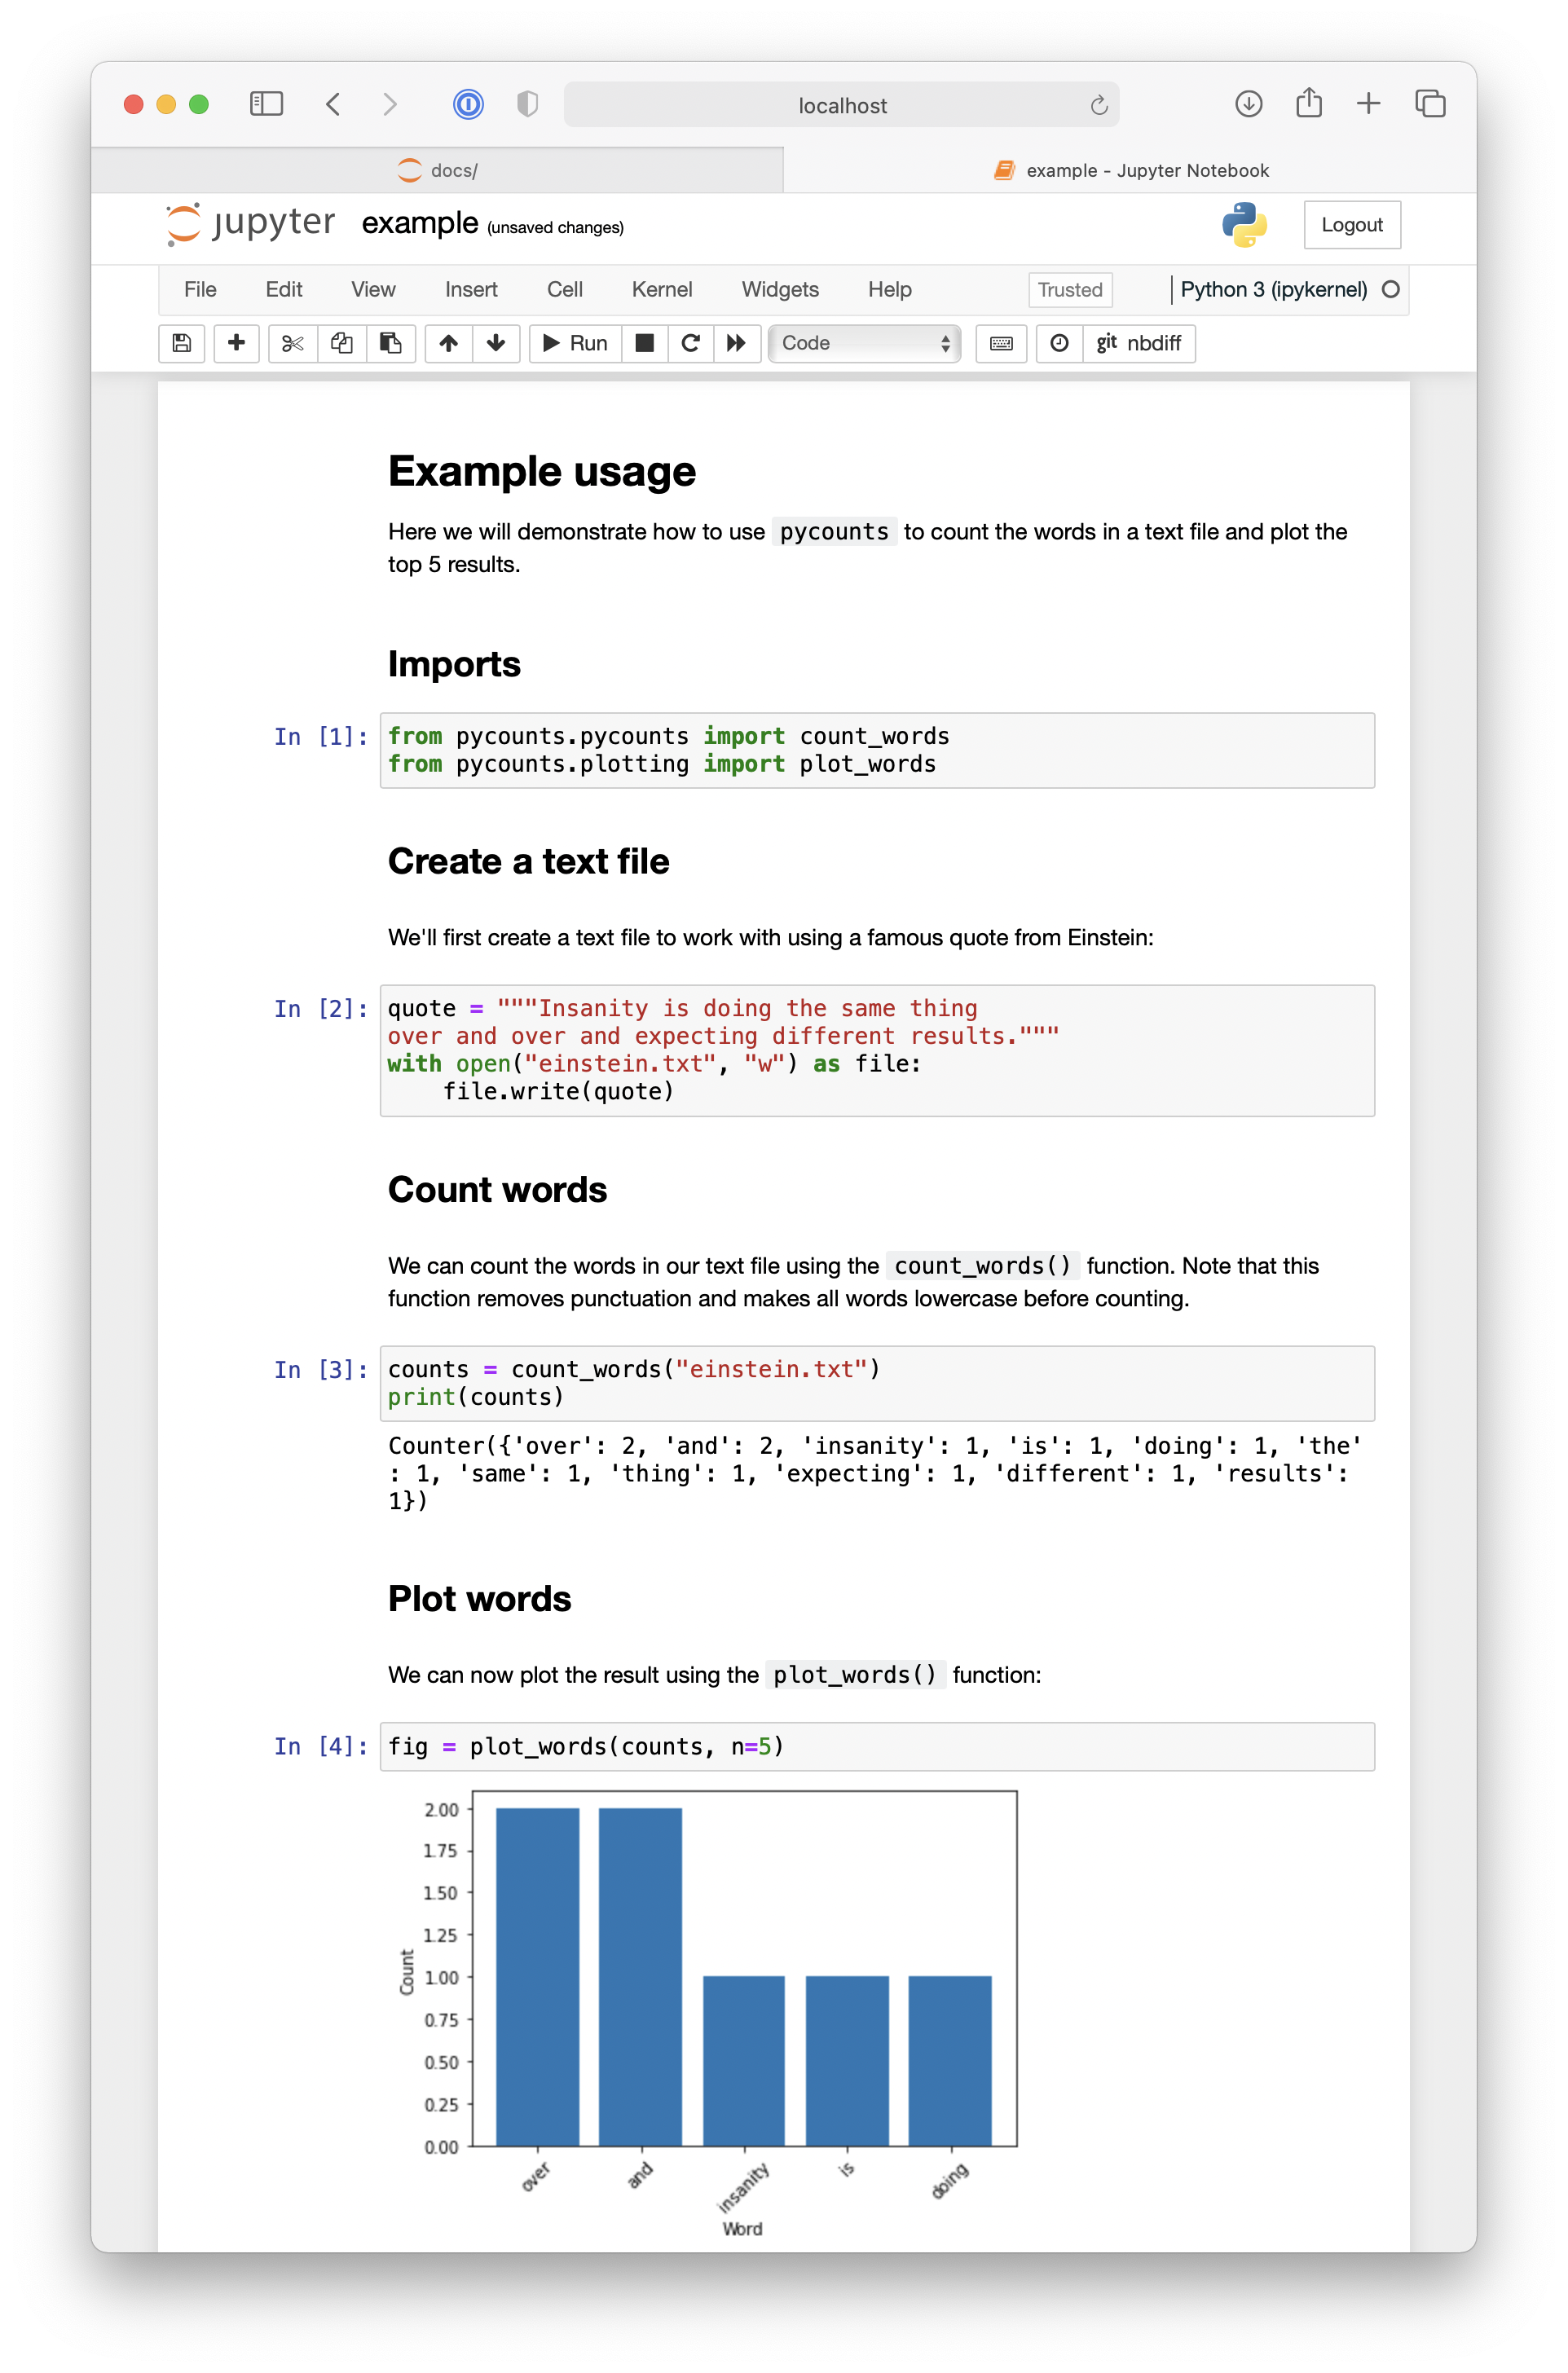 localhost
docs/
example - Jupyter Notebook
jupyter example (unsaved changes)
Logout
File Edit View Insert Cell Kernel Widgets Help Trusted Python 3 (ipykernel)
Run Code git nbdiff
Example usage
Here we will demonstrate how to use pycounts to count the words in a text file and plot the
top 5 results.
Imports
In [1]: from pycounts.pycounts import count_words
from pycounts.plotting import plot_words
Create a text file
We'll first create a text file to work with using a famous quote from Einstein:
In [2]: quote = """Insanity is doing the same thing
over and over and expecting different results."""
with open("einstein.txt", "w") as file:
    file.write(quote)
Count words
We can count the words in our text file using the count_words() function. Note that this
function removes punctuation and makes all words lowercase before counting.
In [3]: counts = count_words("einstein.txt")
print(counts)
Counter({'over': 2, 'and': 2, 'insanity': 1, 'is': 1, 'doing': 1, 'the'
: 1, 'same': 1, 'thing': 1, 'expecting': 1, 'different': 1, 'results':
1})
Plot words
We can now plot the result using the plot_words() function:
In [4]: fig = plot_words(counts, n=5)
2.00
1.75
1.50
1.25
1.00
0.75
0.50
0.25
0.00
Count
over and insanity is doing
Word